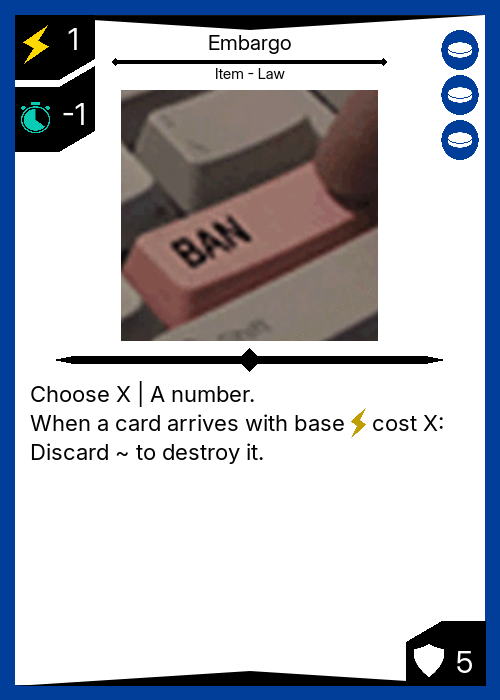 1
Embargo
Item - Law
-1
BAN
Choose X | A number.
When a card arrives with base cost X:
Discard ~ to destroy it.
5